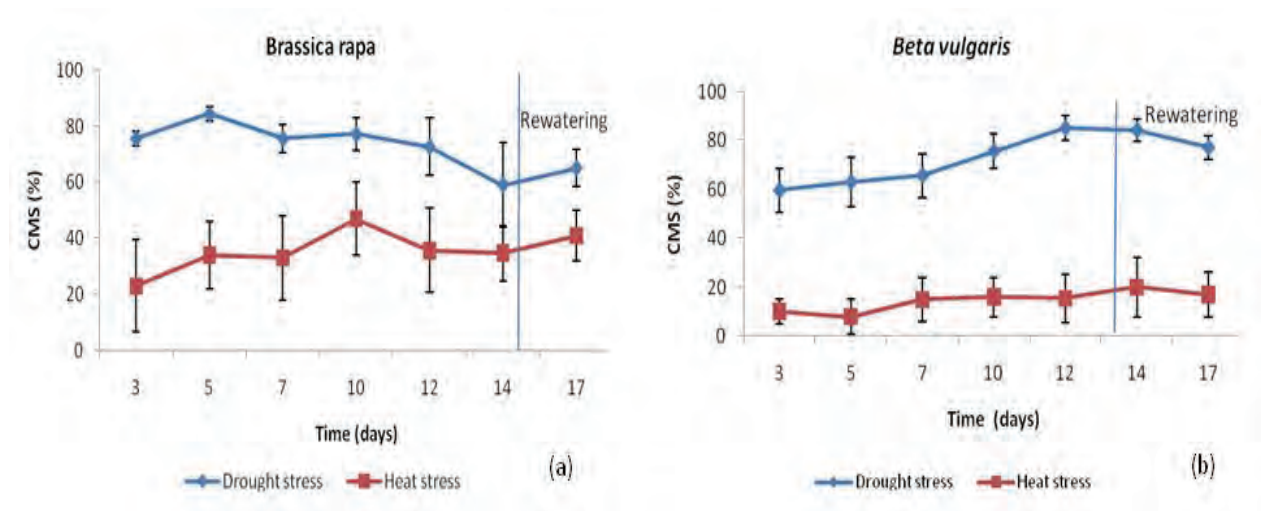 Brassica rapa
100
80
60
40
20
0
CMS (%)
Rewatering
3 5 7 10 12 14 17
Time (days)
Drought stress Heat stress
(a)
Beta vulgaris
100
80
60
40
20
0
CMS (%)
Rewatering
3 5 7 10 12 14 17
Time (days)
Drought stress Heat stress
(b)